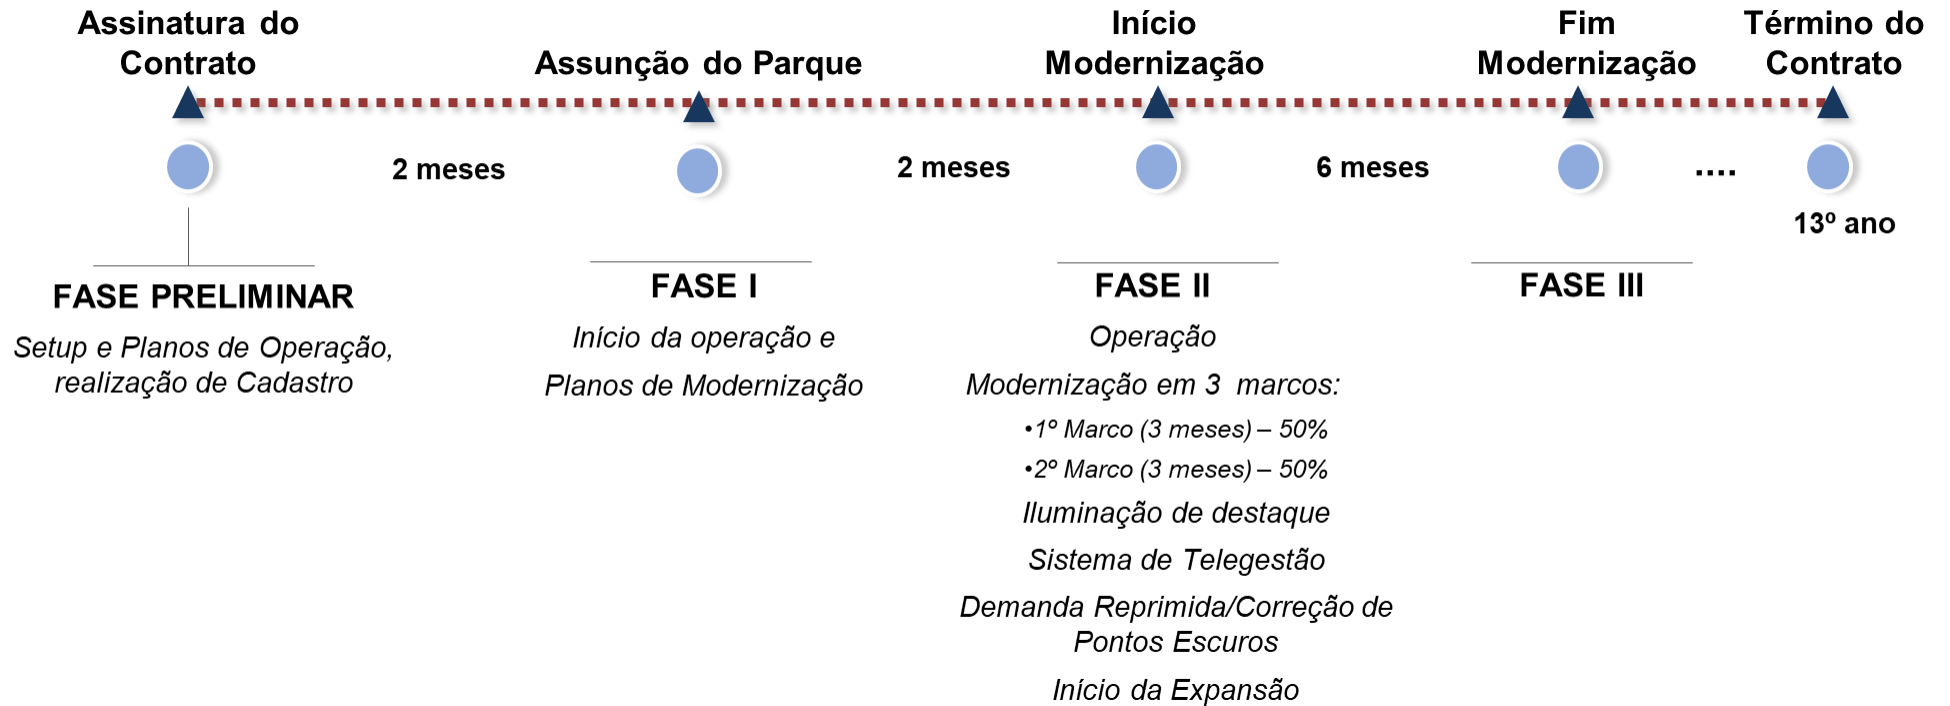 Assinatura do
Contrato
Assunção do Parque
Início
Modernização
Fim
Modernização
Término do
Contrato
2 meses
2 meses
6 meses
....
13º ano
FASE PRELIMINAR
Setup e Planos de Operação,
realização de Cadastro
FASE I
Início da operação e
Planos de Modernização
FASE II
Operação
Modernização em 3 marcos:
•1º Marco (3 meses) – 50%
•2º Marco (3 meses) – 50%
Iluminação de destaque
Sistema de Telegestão
Demanda Reprimida/Correção de
Pontos Escuros
Início da Expansão
FASE III